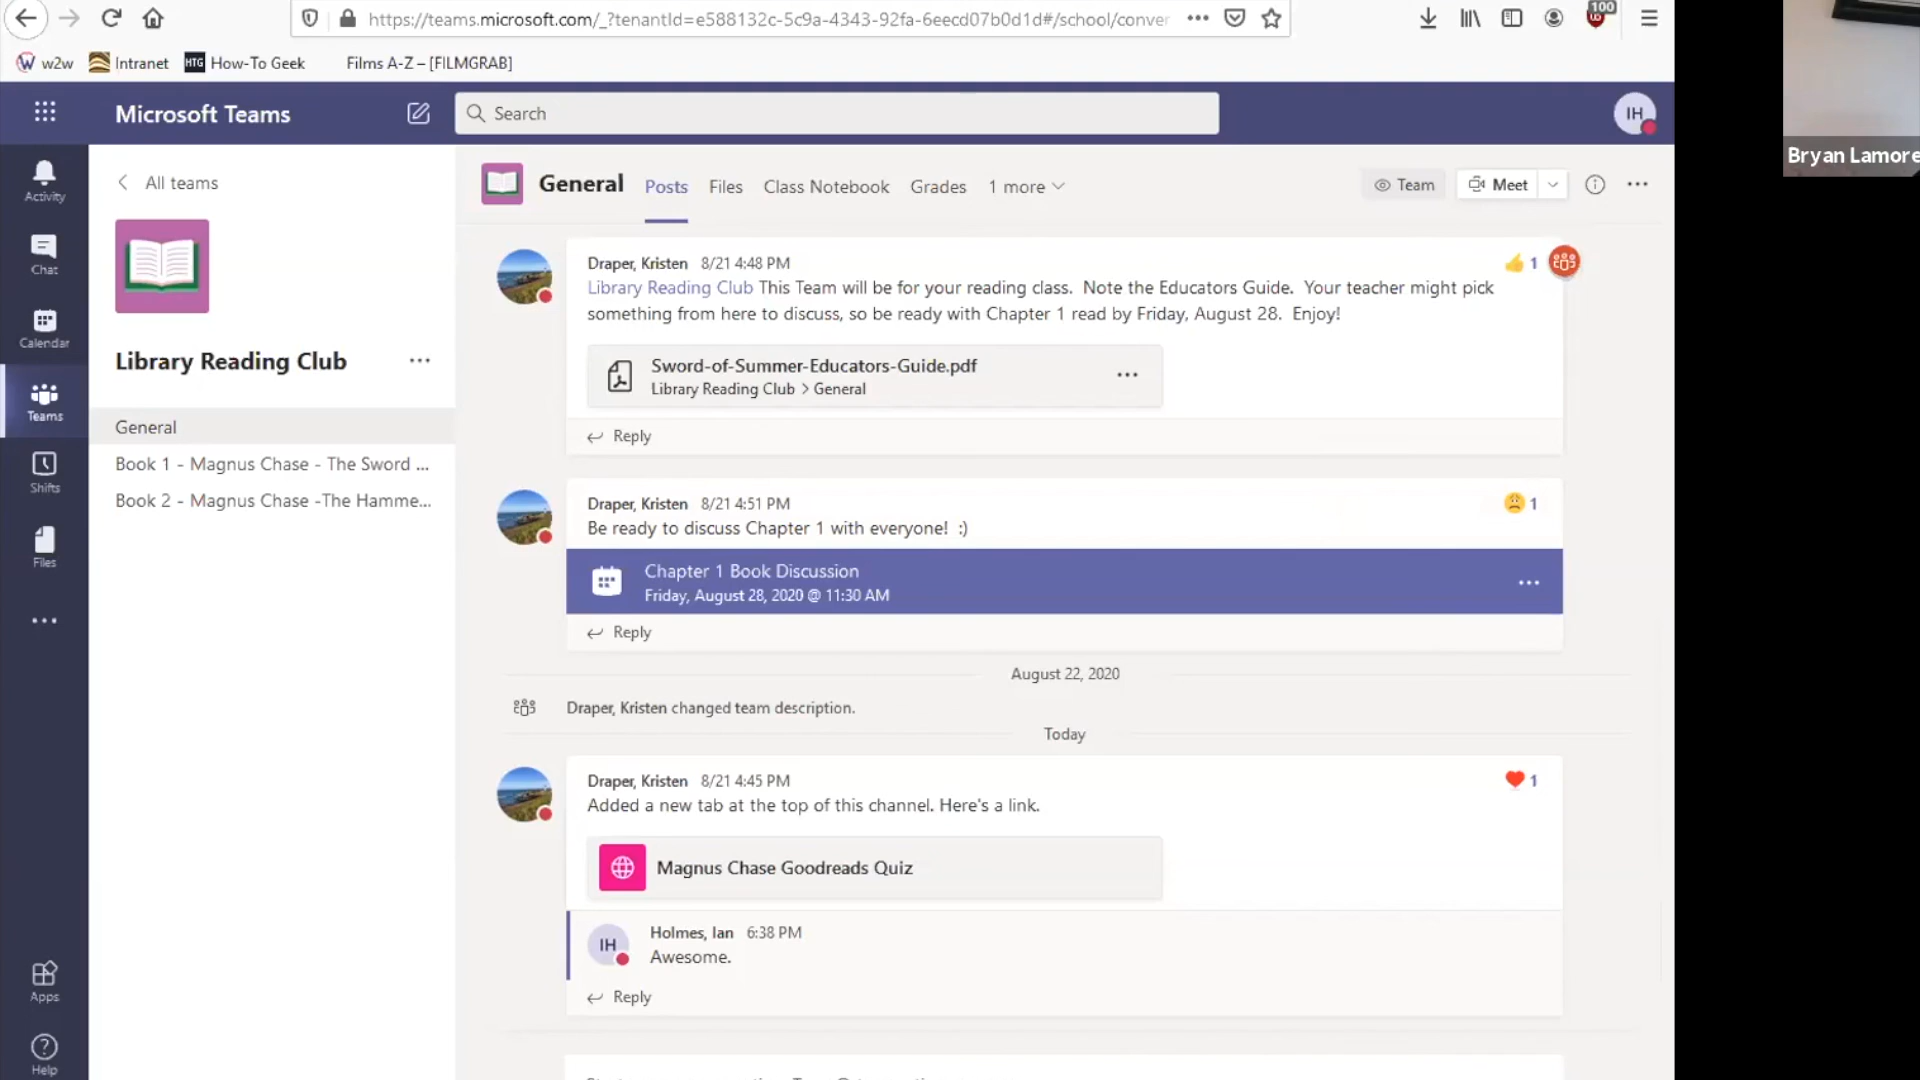 https://teams.microsoft.com/_?tenantId=e588132c-5c9a-4343-92fa-6eecd07b0d1d#/school/conver
100
w2w
Intranet
HTG How-To Geek
Films A-Z – [FILMGRAB]
Microsoft Teams
Search
IH
Bryan Lamore
Activity
Chat
Calendar
Teams
Shifts
Files
Apps
Help
All teams
Library Reading Club
General
Book 1 - Magnus Chase - The Sword ...
Book 2 - Magnus Chase -The Hamme...
General
Posts
Files
Class Notebook
Grades
1 more
Team
Meet
Draper, Kristen 8/21 4:48 PM
1
Library Reading Club This Team will be for your reading class. Note the Educators Guide. Your teacher might pick
something from here to discuss, so be ready with Chapter 1 read by Friday, August 28. Enjoy!
Sword-of-Summer-Educators-Guide.pdf
Library Reading Club > General
Reply
Draper, Kristen 8/21 4:51 PM
1
Be ready to discuss Chapter 1 with everyone! :)
Chapter 1 Book Discussion
Friday, August 28, 2020 @ 11:30 AM
Reply
August 22, 2020
Draper, Kristen changed team description.
Today
Draper, Kristen 8/21 4:45 PM
1
Added a new tab at the top of this channel. Here's a link.
Magnus Chase Goodreads Quiz
IH
Holmes, Ian 6:38 PM
Awesome.
Reply